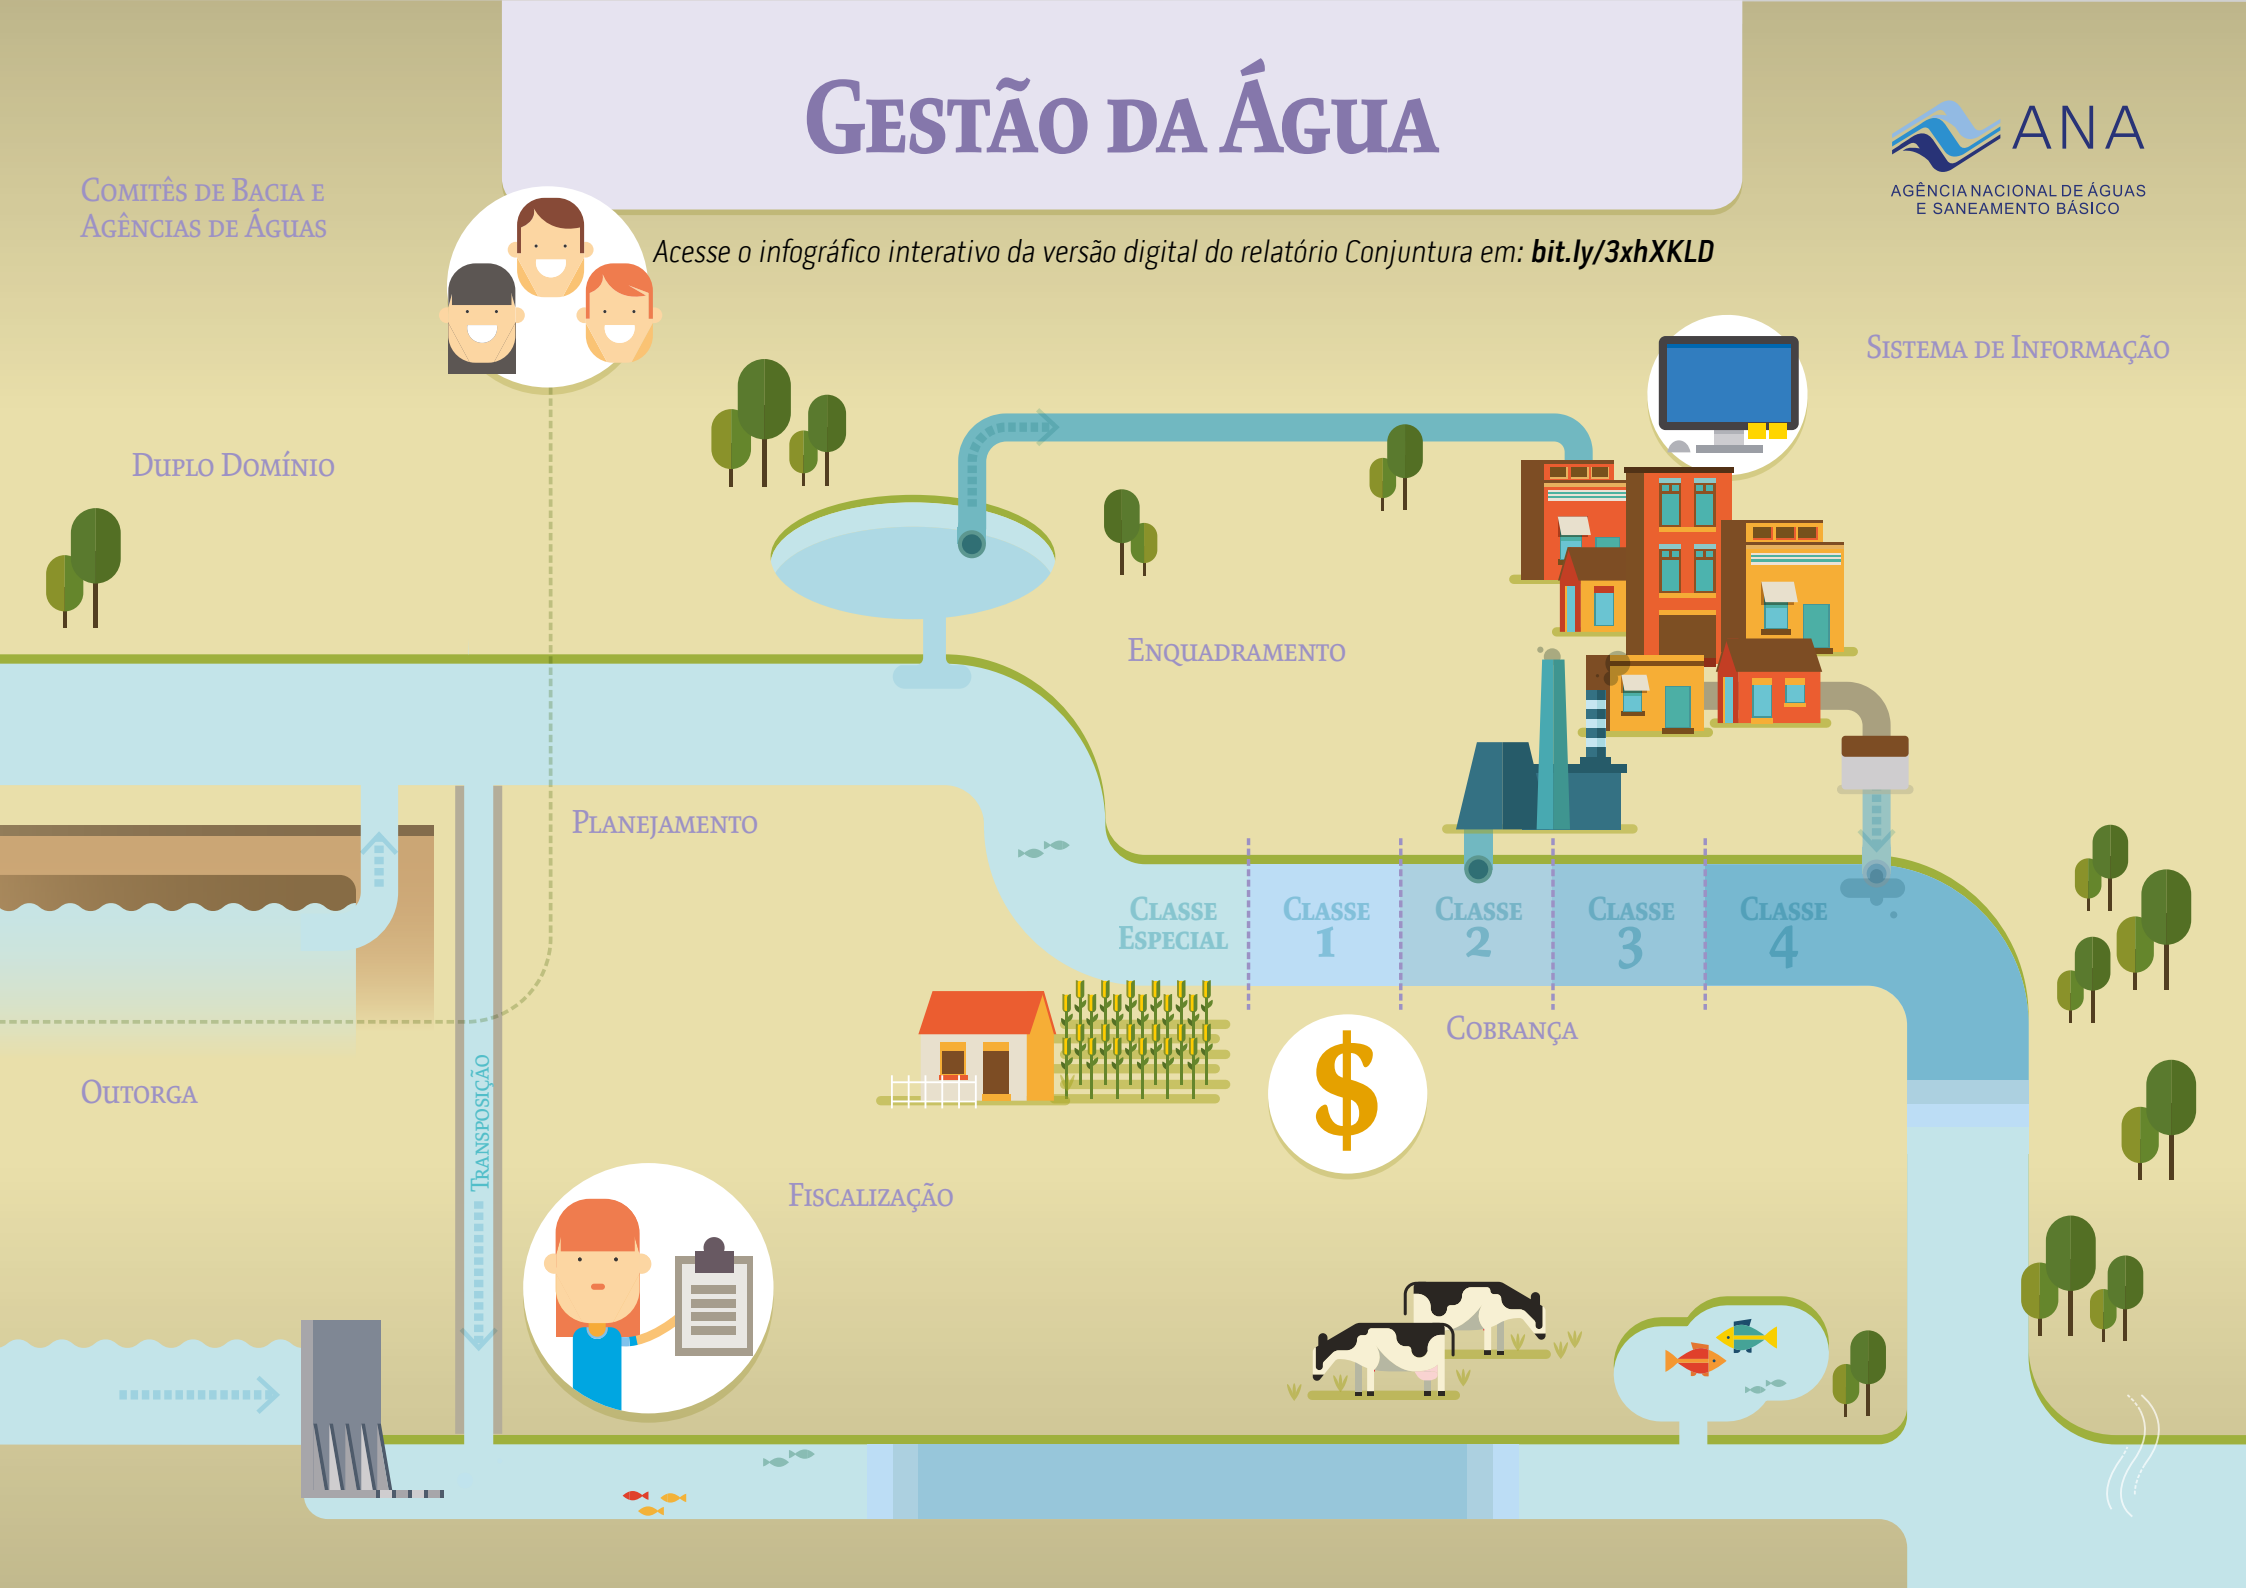 Gestão da Água
ANA
AGÊNCIA NACIONAL DE ÁGUAS
E SANEAMENTO BÁSICO
Comitês de Bacia e
Agências de Águas
Acesse o infográfico interativo da versão digital do relatório Conjuntura em: bit.ly/3xhXKLD
Sistema de Informação
Duplo Domínio
Enquadramento
Planejamento
Classe
Especial
Classe
1
Classe
2
Classe
3
Classe
4
Cobrança
Outorga
Transposição
Fiscalização
$